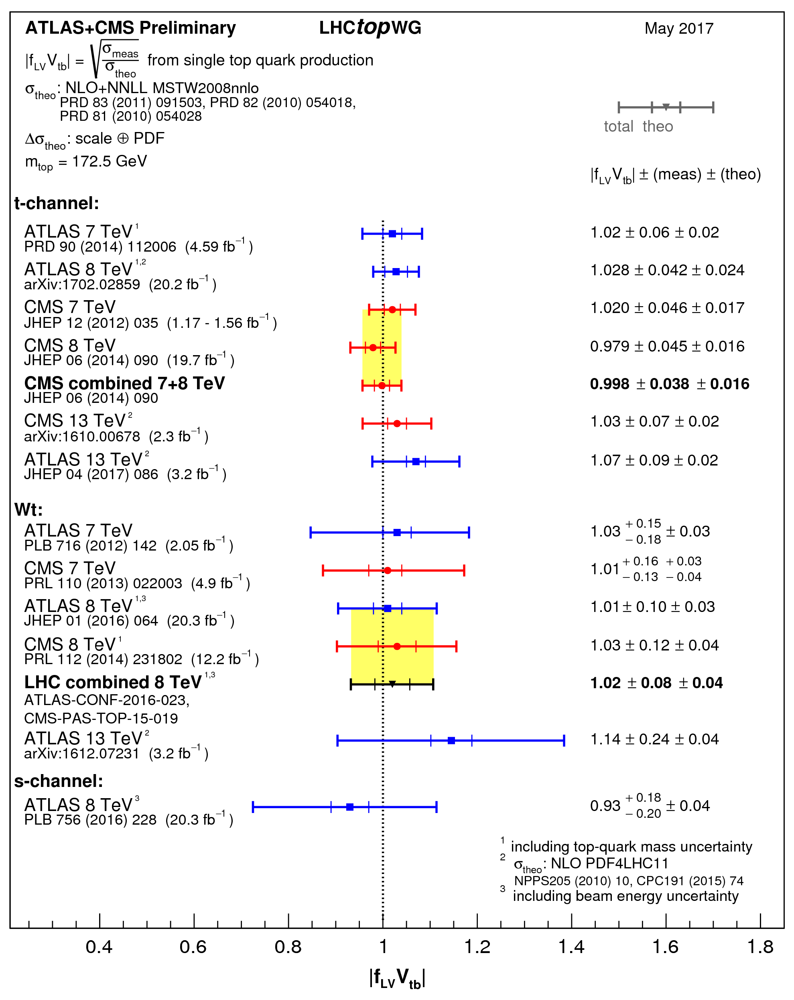 ATLAS+CMS Preliminary LHCtopWG May 2017
|f_LV V_tb| = √(σ_meas/σ_theo) from single top quark production
σ_theo: NLO+NNLL MSTW2008nnlo
PRD 83 (2011) 091503, PRD 82 (2010) 054018,
PRD 81 (2010) 054028
total theo
Δσ_theo: scale ⊕ PDF
m_top = 172.5 GeV
|f_LV V_tb| ± (meas) ± (theo)
t-channel:
ATLAS 7 TeV ¹ 1.02 ± 0.06 ± 0.02
PRD 90 (2014) 112006 (4.59 fb⁻¹)
ATLAS 8 TeV ¹,² 1.028 ± 0.042 ± 0.024
arXiv:1702.02859 (20.2 fb⁻¹)
CMS 7 TeV 1.020 ± 0.046 ± 0.017
JHEP 12 (2012) 035 (1.17 - 1.56 fb⁻¹)
CMS 8 TeV 0.979 ± 0.045 ± 0.016
JHEP 06 (2014) 090 (19.7 fb⁻¹)
CMS combined 7+8 TeV 0.998 ± 0.038 ± 0.016
JHEP 06 (2014) 090
CMS 13 TeV ² 1.03 ± 0.07 ± 0.02
arXiv:1610.00678 (2.3 fb⁻¹)
ATLAS 13 TeV ² 1.07 ± 0.09 ± 0.02
JHEP 04 (2017) 086 (3.2 fb⁻¹)
Wt:
ATLAS 7 TeV 1.03 + 0.15 − 0.18 ± 0.03
PLB 716 (2012) 142 (2.05 fb⁻¹)
CMS 7 TeV 1.01 + 0.16 − 0.13 + 0.03 − 0.04
PRL 110 (2013) 022003 (4.9 fb⁻¹)
ATLAS 8 TeV ¹,³ 1.01 ± 0.10 ± 0.03
JHEP 01 (2016) 064 (20.3 fb⁻¹)
CMS 8 TeV ¹ 1.03 ± 0.12 ± 0.04
PRL 112 (2014) 231802 (12.2 fb⁻¹)
LHC combined 8 TeV ¹,³ 1.02 ± 0.08 ± 0.04
ATLAS-CONF-2016-023,
CMS-PAS-TOP-15-019
ATLAS 13 TeV ² 1.14 ± 0.24 ± 0.04
arXiv:1612.07231 (3.2 fb⁻¹)
s-channel:
ATLAS 8 TeV ³ 0.93 + 0.18 − 0.20 ± 0.04
PLB 756 (2016) 228 (20.3 fb⁻¹)
¹ including top-quark mass uncertainty
² σ_theo: NLO PDF4LHC11
NPPS205 (2010) 10, CPC191 (2015) 74
³ including beam energy uncertainty
0.4 0.6 0.8 1 1.2 1.4 1.6 1.8
|f_LV V_tb|